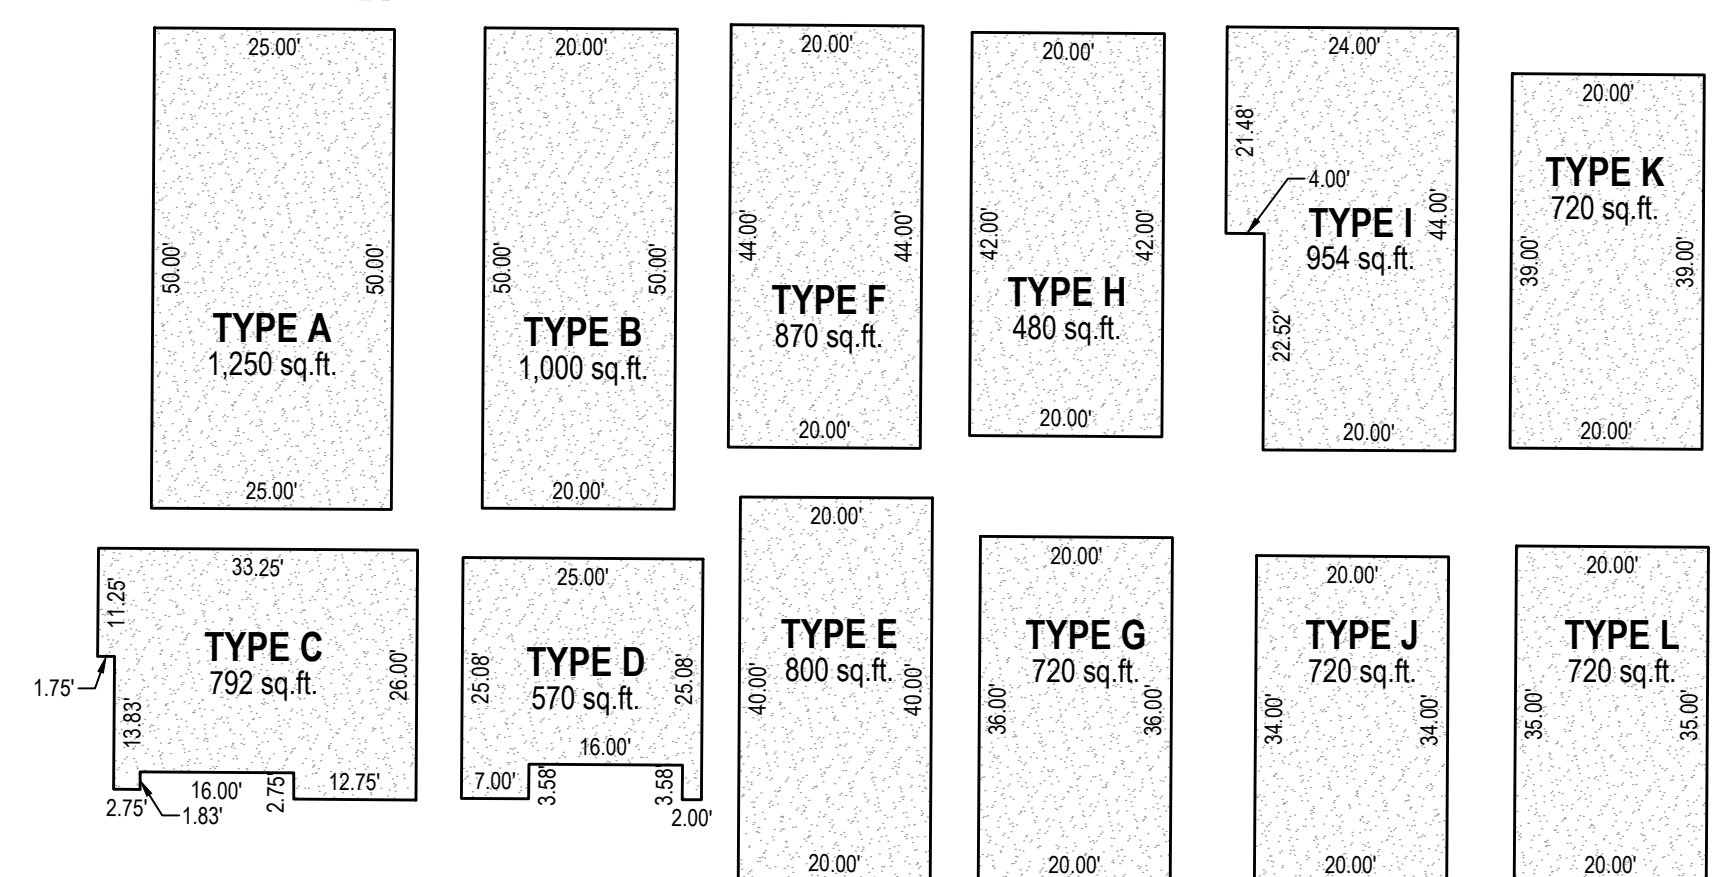 25.00'
50.00'
50.00'
TYPE A
1,250 sq.ft.
25.00'
20.00'
50.00'
50.00'
TYPE B
1,000 sq.ft.
20.00'
20.00'
44.00'
44.00'
TYPE F
870 sq.ft.
20.00'
20.00'
42.00'
42.00'
TYPE H
480 sq.ft.
20.00'
24.00'
21.48'
4.00'
TYPE I
954 sq.ft.
44.00'
22.52'
20.00'
20.00'
TYPE K
720 sq.ft.
39.00'
39.00'
20.00'
33.25'
11.25'
TYPE C
792 sq.ft.
26.00'
1.75'
13.83'
16.00'
2.75'
12.75'
2.75'
1.83'
25.00'
25.08'
25.08'
TYPE D
570 sq.ft.
16.00'
7.00'
3.58'
3.58'
2.00'
20.00'
TYPE E
800 sq.ft.
40.00'
40.00'
20.00'
20.00'
TYPE G
720 sq.ft.
36.00'
36.00'
20.00'
20.00'
TYPE J
720 sq.ft.
34.00'
34.00'
20.00'
20.00'
TYPE L
720 sq.ft.
35.00'
35.00'
20.00'